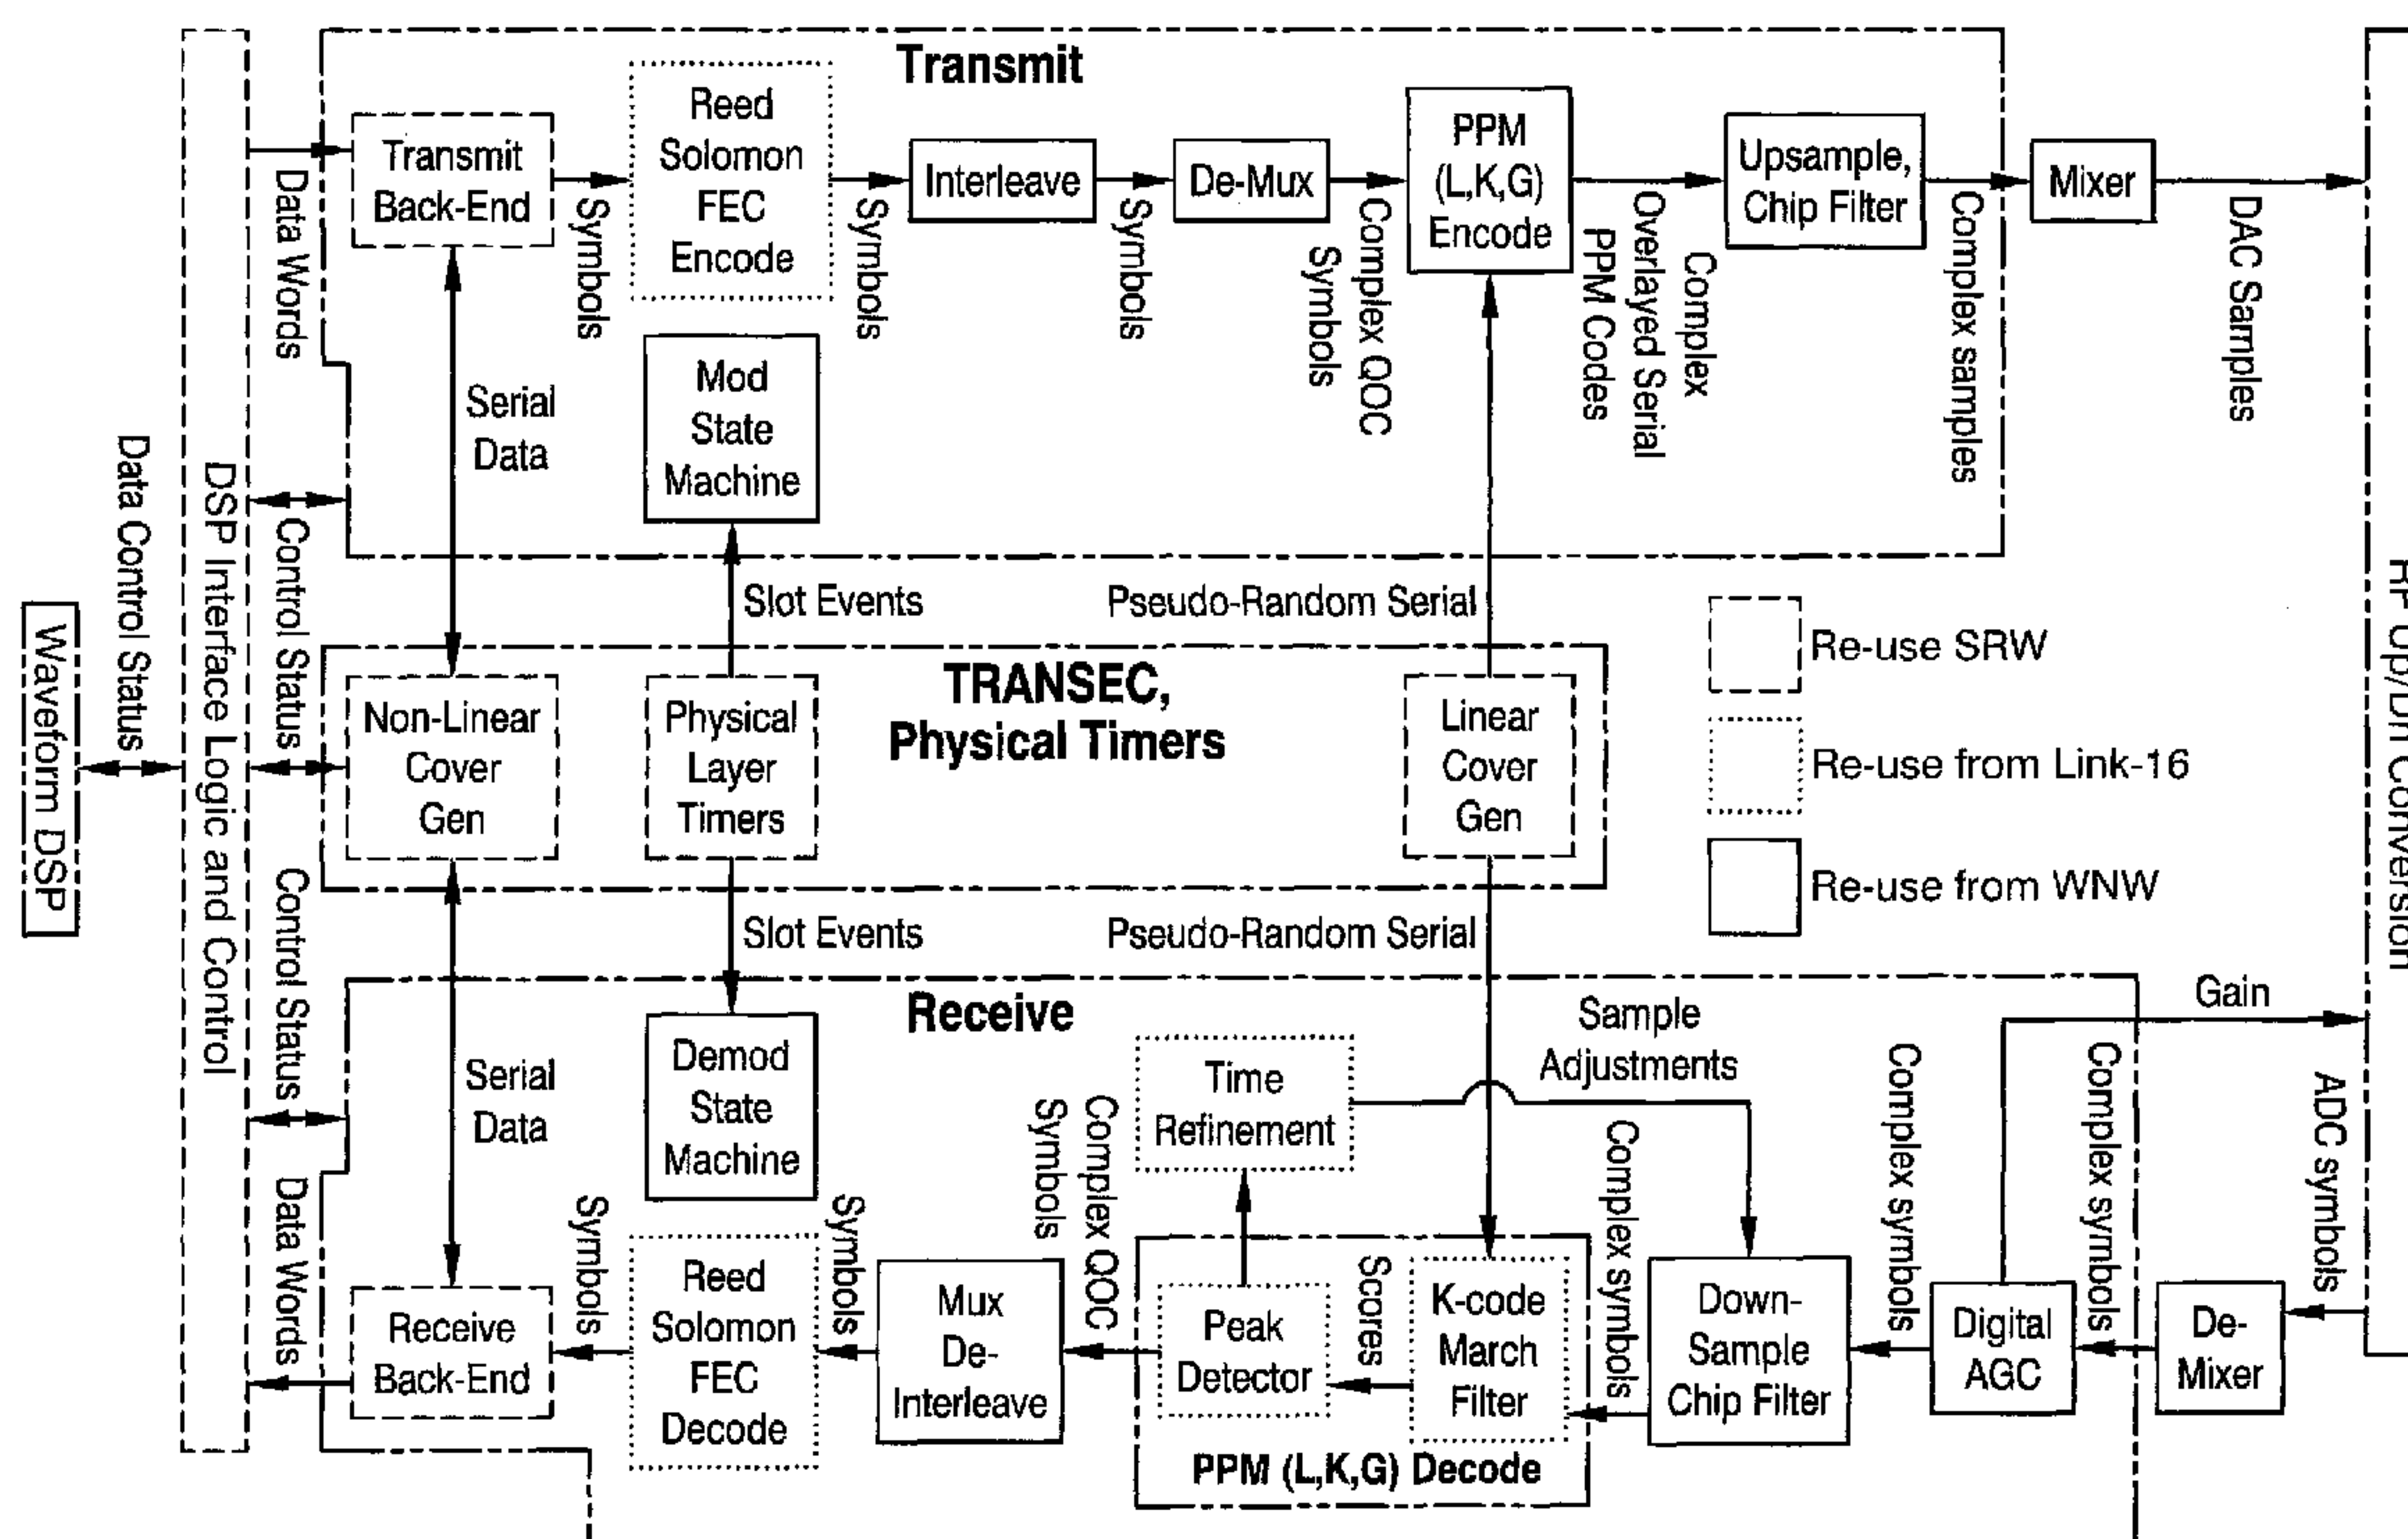 Transmit
Transmit
Back-End
Reed
Solomon
FEC
Encode
Interleave
De-Mux
PPM
(L,K,G)
Encode
Upsample,
Chip Filter
Mixer
Data Words
Symbols
Symbols
Symbols
Complex QOC
Symbols
Complex
Overlayed Serial
PPM Codes
Complex samples
DAC Samples
Serial
Data
Mod
State
Machine
Data Control Status
DSP Interface Logic and Control
Control Status
Waveform DSP
Slot Events
Pseudo-Random Serial
TRANSEC,
Physical Timers
Non-Linear
Cover
Gen
Physical
Layer
Timers
Linear
Cover
Gen
Control Status
Re-use SRW
Re-use from Link-16
Re-use from WNW
RF Up/Dn Conversion
Slot Events
Pseudo-Random Serial
Receive
Serial
Data
Demod
State
Machine
Time
Refinement
Sample
Adjustments
Gain
Data Words
Symbols
Symbols
Complex QOC
Symbols
Scores
Complex symbols
Complex symbols
Complex symbols
ADC symbols
Receive
Back-End
Reed
Solomon
FEC
Decode
Mux
De-
Interleave
Peak
Detector
K-code
March
Filter
Down-
Sample
Chip Filter
Digital
AGC
De-
Mixer
PPM (L,K,G) Decode